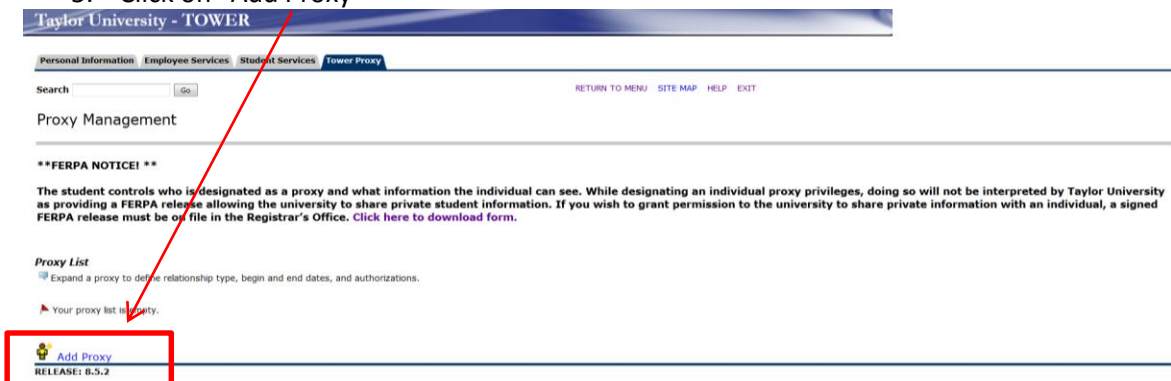 Click on "Add Proxy"
Taylor University - TOWER
Personal Information Employee Services Student Services Tower Proxy
Search Go RETURN TO MENU SITE MAP HELP EXIT
Proxy Management
**FERPA NOTICE! **
The student controls who is designated as a proxy and what information the individual can see. While designating an individual proxy privileges, doing so will not be interpreted by Taylor University
as providing a FERPA release allowing the university to share private student information. If you wish to grant permission to the university to share private information with an individual, a signed
FERPA release must be on file in the Registrar's Office. Click here to download form.
Proxy List
Expand a proxy to define relationship type, begin and end dates, and authorizations.
Your proxy list is empty.
Add Proxy
RELEASE: 8.5.2